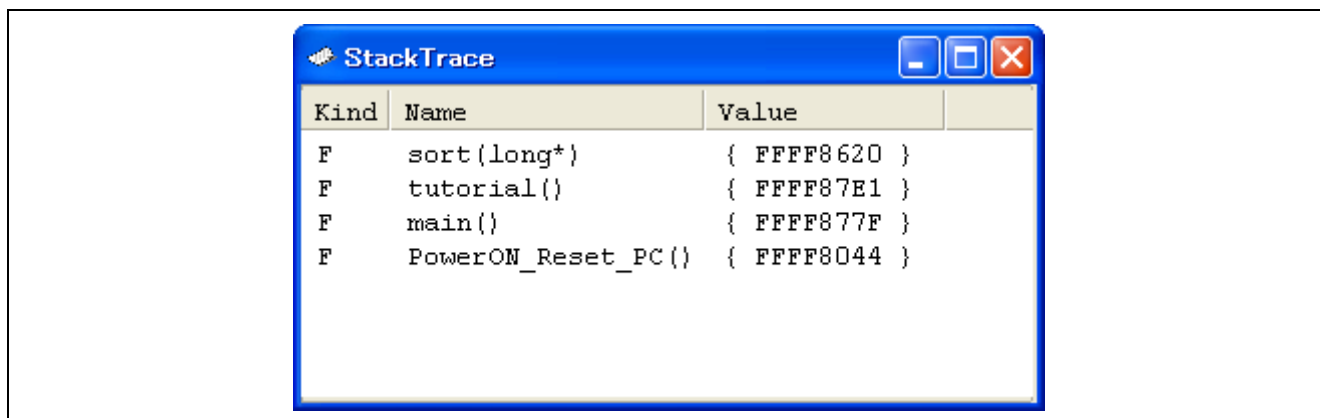 StackTrace
Kind Name Value
F sort(long*) { FFFF8620 }
F tutorial() { FFFF87E1 }
F main() { FFFF877F }
F PowerON_Reset_PC() { FFFF8044 }